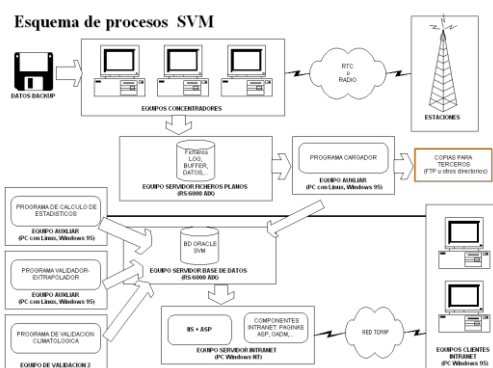 Esquema de procesos SVM
DATOS BACKUP
EQUIPOS CONCENTRADORES
RTC
o
RADIO
ESTACIONES
Ficheros
LOG,
BUFFER,
DATOS,..
EQUIPO SERVIDOR FICHEROS PLANOS
(RS/6000 AIX)
PROGRAMA CARGADOR
EQUIPO AUXILIAR
(PC con Linux, Windows 95)
COPIAS PARA
TERCEROS
(FTP u otros directorios)
PROGRAMA DE CALCULO DE
ESTADISTICOS
EQUIPO AUXILIAR
(PC con Linux, Windows 95)
BD ORACLE
SVM
EQUIPO SERVIDOR BASE DE DATOS
(RS/6000 AIX)
PROGRAMA VALIDADOR-
EXTRAPOLADOR
EQUIPO AUXILIAR
(PC con Linux, Windows 95)
PROGRAMA DE VALIDACION
CLIMATOLOGICA
EQUIPO DE VALIDACION 2
IIS + ASP
COMPONENTES
INTRANET: PAGINAS
ASP, OADM,...
EQUIPO SERVIDOR INTRANET
(PC Windows NT)
RED TCP/IP
EQUIPOS CLIENTES
INTRANET
(PC Windows 95)